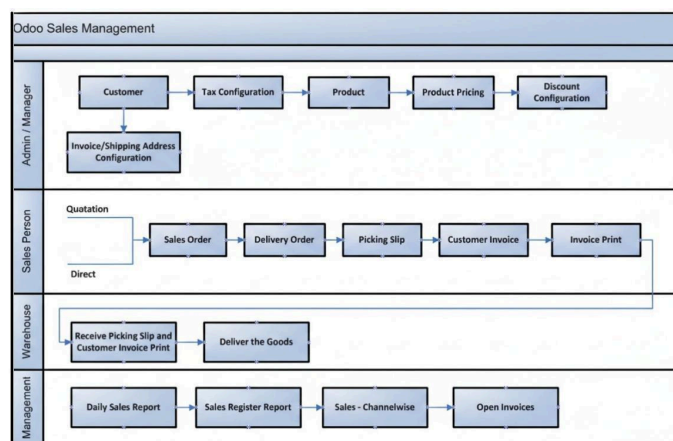 Odoo Sales Management
Admin / Manager
Customer
Tax Configuration
Product
Product Pricing
Discount
Configuration
Invoice/Shipping Address
Configuration
Sales Person
Quatation
Direct
Sales Order
Delivery Order
Picking Slip
Customer Invoice
Invoice Print
Warehouse
Receive Picking Slip and
Customer Invoice Print
Deliver the Goods
Management
Daily Sales Report
Sales Register Report
Sales - Channelwise
Open Invoices